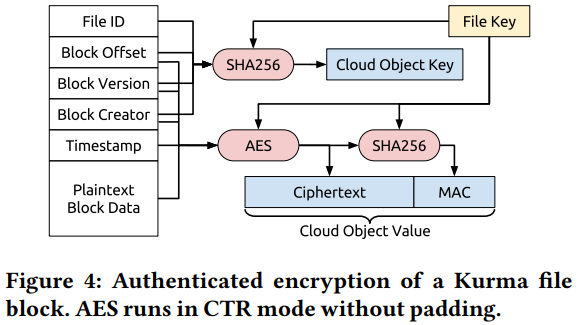 File ID
File Key
Block Offset
SHA256
Cloud Object Key
Block Version
Block Creator
Timestamp
AES
SHA256
Plaintext
Block Data
Ciphertext
MAC
Cloud Object Value
Figure 4: Authenticated encryption of a Kurma file
block. AES runs in CTR mode without padding.